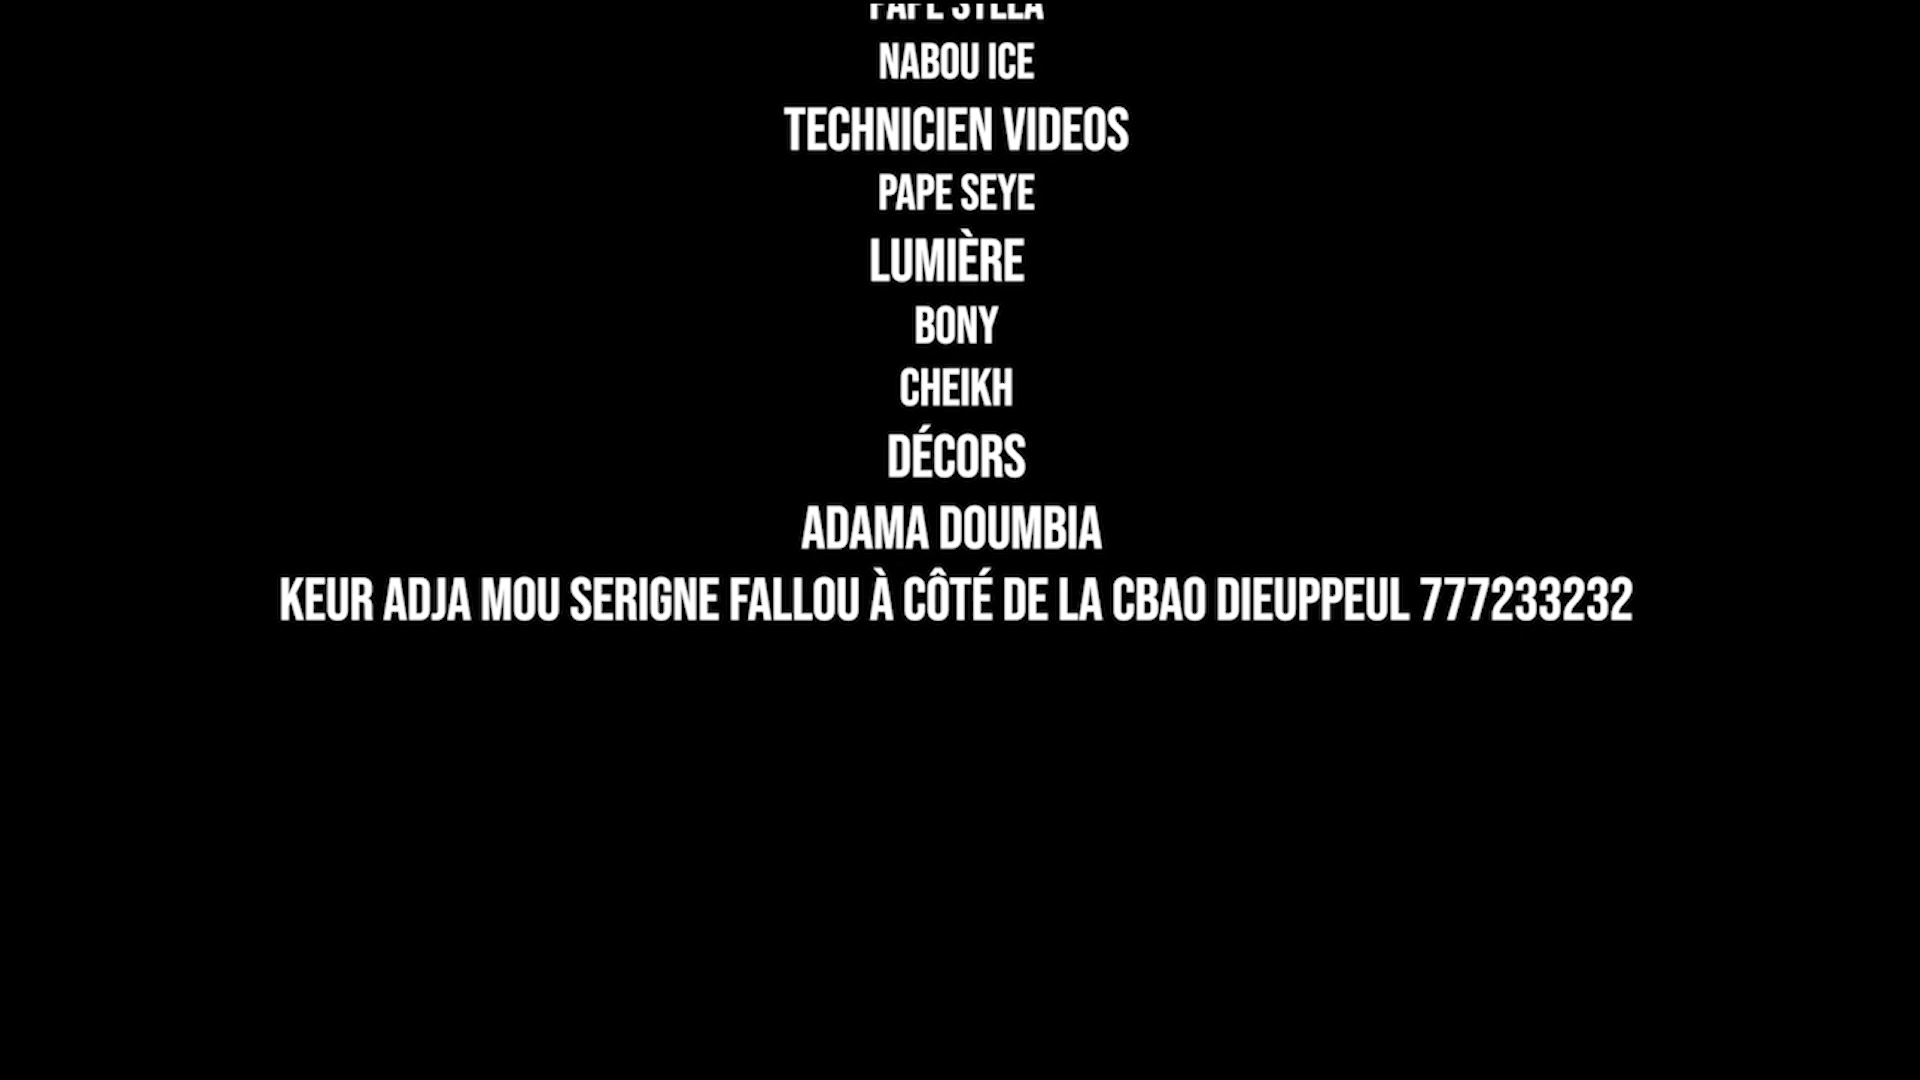 NABOU ICE
TECHNICIEN VIDEOS
PAPE SEYE
LUMIÈRE
BONY
CHEIKH
DÉCORS
ADAMA DOUMBIA
KEUR ADJA MOU SERIGNE FALLOU À CÔTÉ DE LA CBAO DIEUPPEUL 777233232